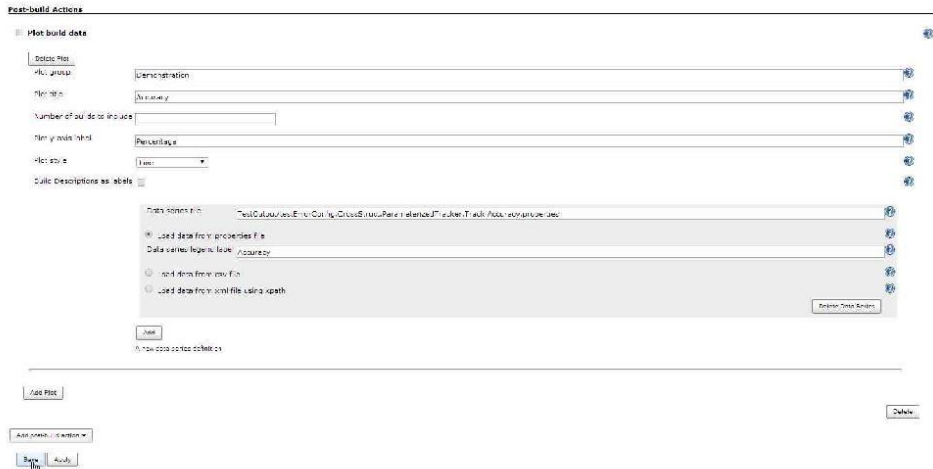 Post-build Actions
Plot build data
Delete Plot
Plot group
Demonstration
Plot title
Accuracy
Number of builds to include
Plot y-axis label
Percentage
Plot style
Build Descriptions as labels
Data series file
Load data from properties file
Data series legend label
Accuracy
Load data from csv file
Load data from xml file using xpath
Delete Data Series
Add
A new data series definition
Add Plot
Delete
Add post-build action
Save
Apply